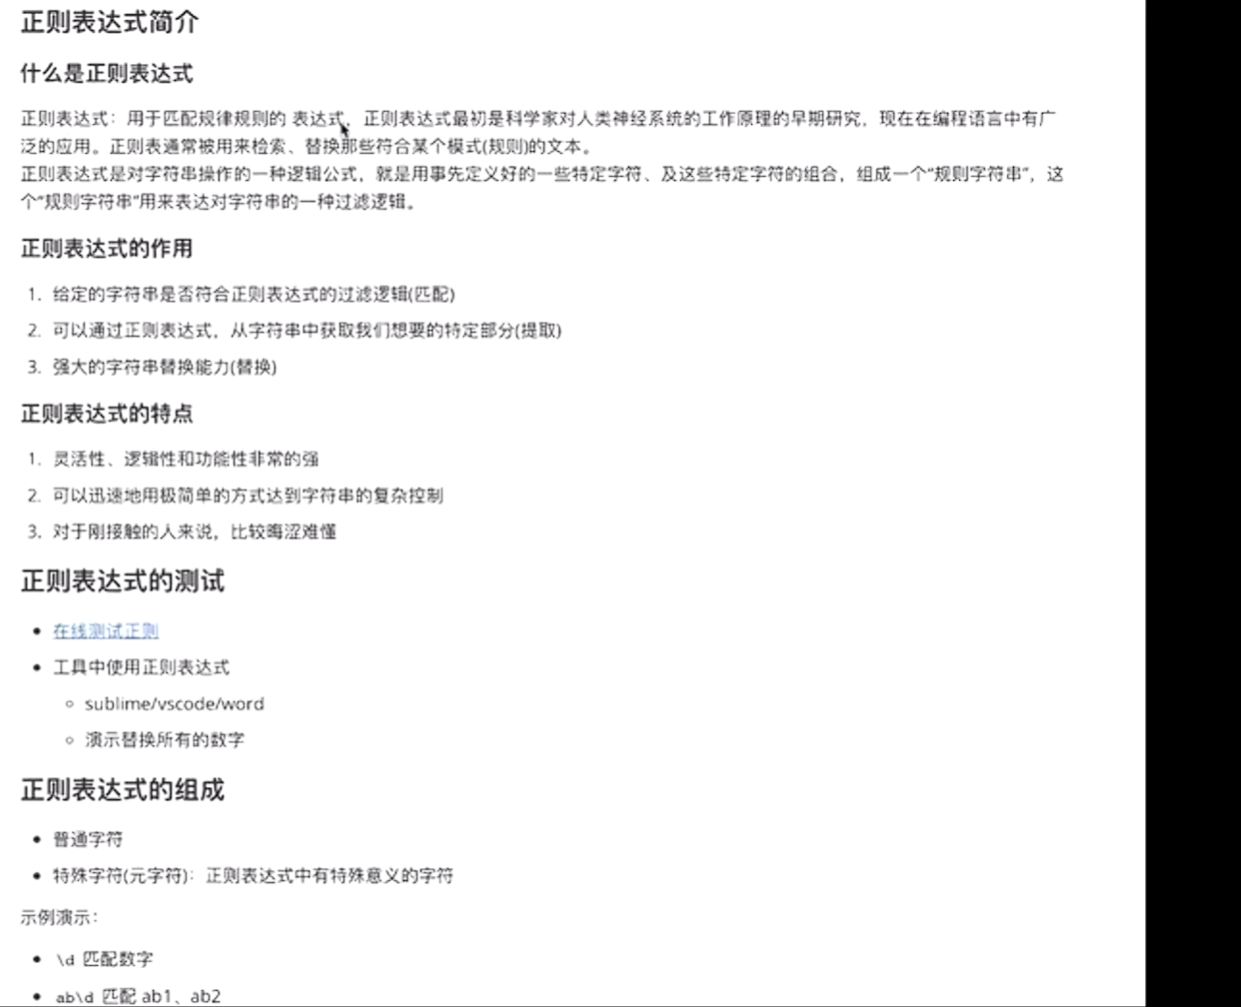 正则表达式简介
什么是正则表达式
正则表达式：用于匹配规律规则的 表达式，正则表达式最初是科学家对人类神经系统的工作原理的早期研究，现在在编程语言中有广
泛的应用。正则表通常被用来检索、替换那些符合某个模式(规则)的文本。
正则表达式是对字符串操作的一种逻辑公式，就是用事先定义好的一些特定字符、及这些特定字符的组合，组成一个“规则字符串”，这
个“规则字符串”用来表达对字符串的一种过滤逻辑。
正则表达式的作用
1. 给定的字符串是否符合正则表达式的过滤逻辑(匹配)
2. 可以通过正则表达式，从字符串中获取我们想要的特定部分(提取)
3. 强大的字符串替换能力(替换)
正则表达式的特点
1. 灵活性、逻辑性和功能性非常的强
2. 可以迅速地用极简单的方式达到字符串的复杂控制
3. 对于刚接触的人来说，比较晦涩难懂
正则表达式的测试
• 在线测试正则
• 工具中使用正则表达式
◦ sublime/vscode/word
◦ 演示替换所有的数字
正则表达式的组成
• 普通字符
• 特殊字符(元字符)：正则表达式中有特殊意义的字符
示例演示：
• \d 匹配数字
• ab\d 匹配 ab1、ab2